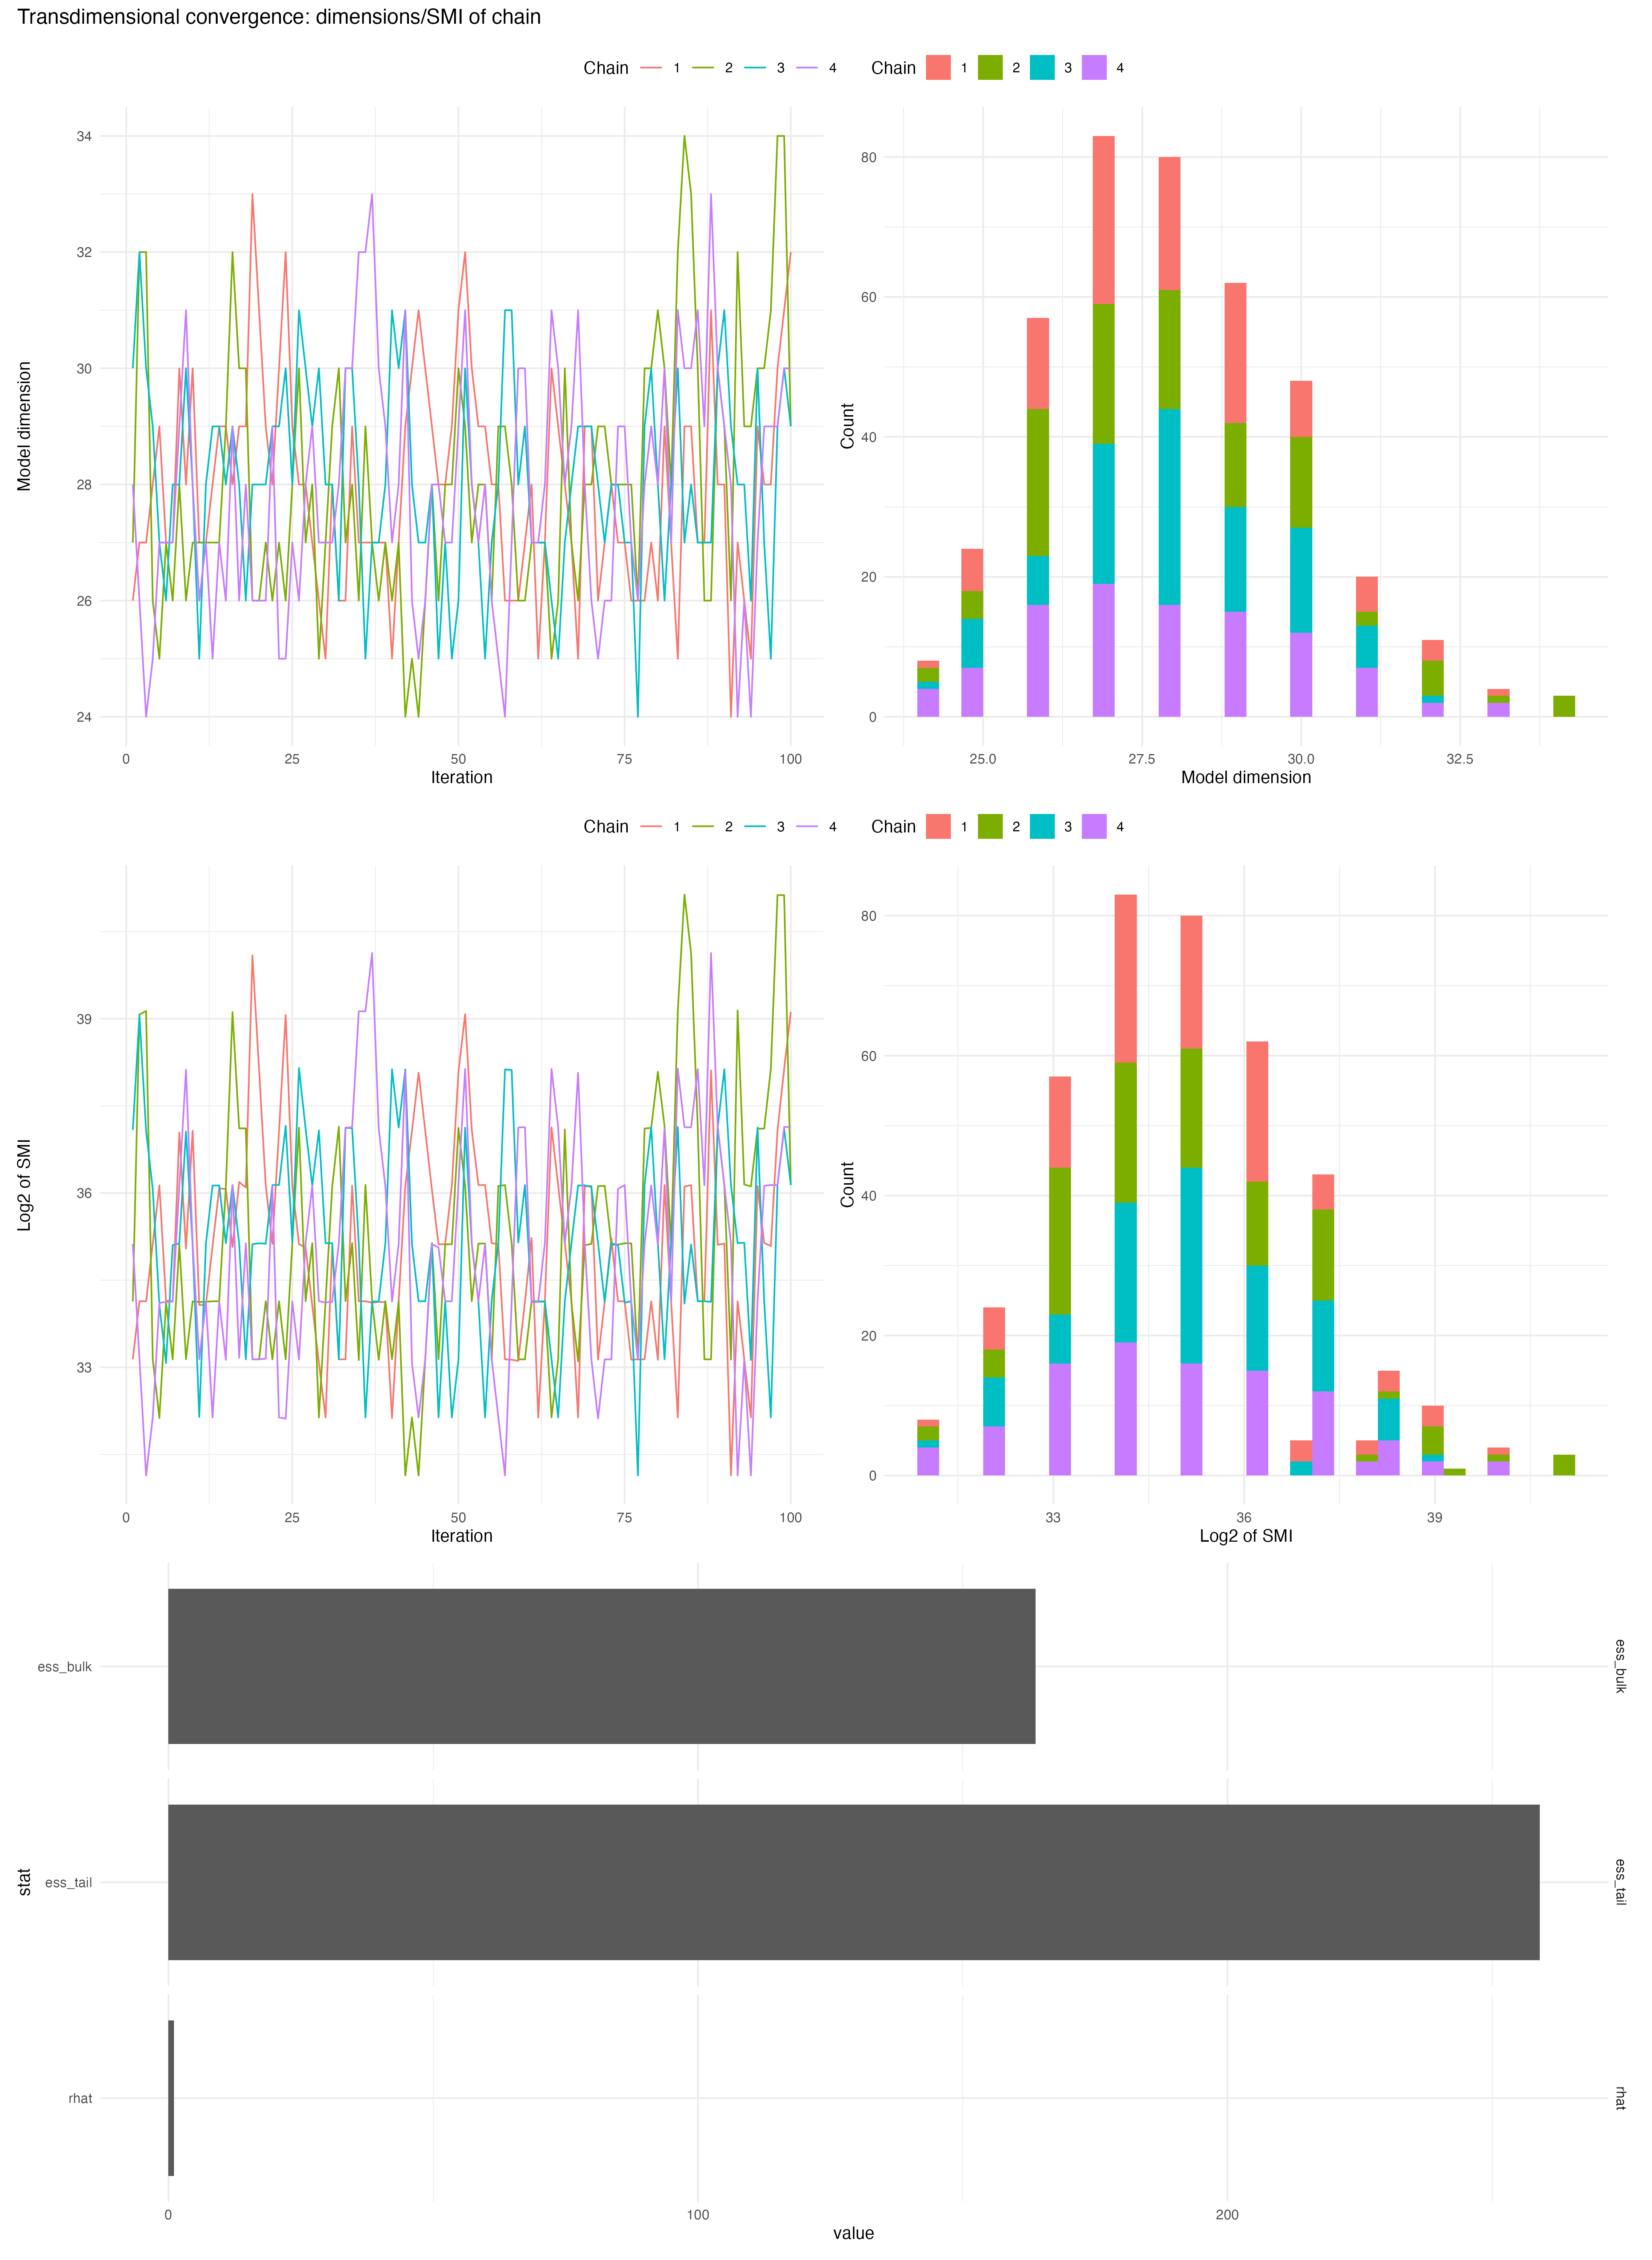 Transdimensional convergence: dimensions/SMI of chain
Chain 1 2 3 4 Chain 1 2 3 4
Model dimension
34
32
30
28
26
24
0 25 50 75 100
Iteration
Count
80
60
40
20
0
25.0 27.5 30.0 32.5
Model dimension
Chain 1 2 3 4 Chain 1 2 3 4
Log2 of SMI
39
36
33
0 25 50 75 100
Iteration
Count
80
60
40
20
0
33 36 39
Log2 of SMI
stat
ess_bulk
ess_bulk
ess_tail
ess_tail
rhat
rhat
0 100 200
value